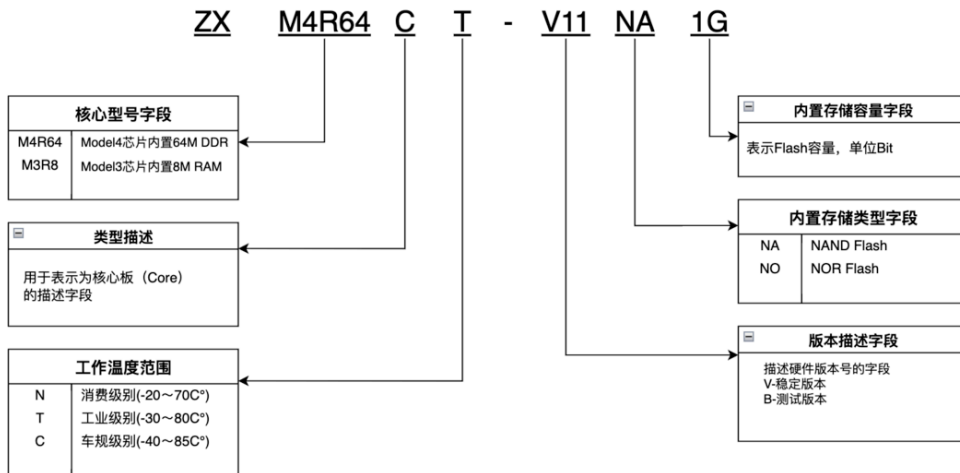 ZX M4R64 C T - V11 NA 1G
核心型号字段
M4R64 Model4芯片内置64M DDR
M3R8 Model3芯片内置8M RAM
类型描述
用于表示为核心板（Core）
的描述字段
工作温度范围
N 消费级别(-20～70C°)
T 工业级别(-30～80C°)
C 车规级别(-40～85C°)
内置存储容量字段
表示Flash容量，单位Bit
内置存储类型字段
NA NAND Flash
NO NOR Flash
版本描述字段
描述硬件版本号的字段
V-稳定版本
B-测试版本